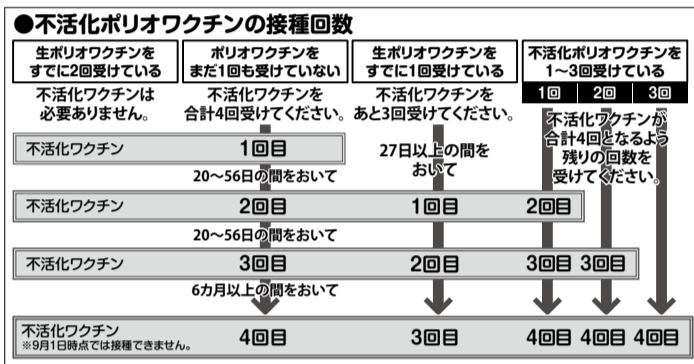 ●不活化ポリオワクチンの接種回数
生ポリオワクチンを
すでに2回受けている
不活化ワクチンは
必要ありません。
ポリオワクチンを
まだ1回も受けていない
不活化ワクチンを
合計4回受けてください。
生ポリオワクチンを
すでに1回受けている
不活化ワクチンを
あと3回受けてください。
不活化ポリオワクチンを
1〜3回受けている
1回 2回 3回
不活化ワクチンが
合計4回となるよう
残りの回数を
受けてください。
不活化ワクチン 1回目
27日以上の間を
おいて
20〜56日の間をおいて
不活化ワクチン 2回目 1回目 2回目
20〜56日の間をおいて
不活化ワクチン 3回目 2回目 3回目 3回目
6カ月以上の間をおいて
不活化ワクチン
※9月1日時点では接種できません。
4回目 3回目 4回目 4回目 4回目